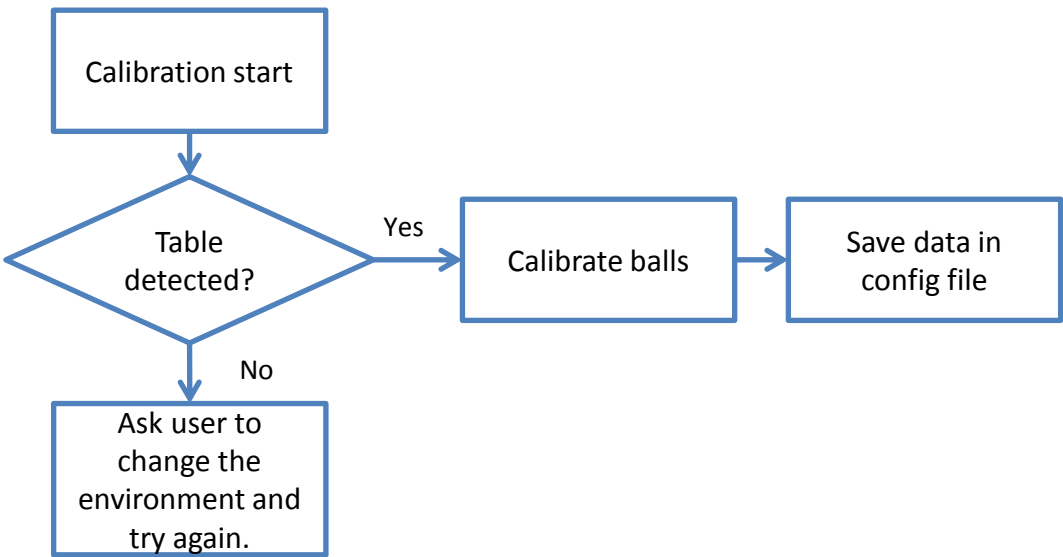 Calibration start
Table
detected?
Yes
Calibrate balls
Save data in
config file
No
Ask user to
change the
environment and
try again.